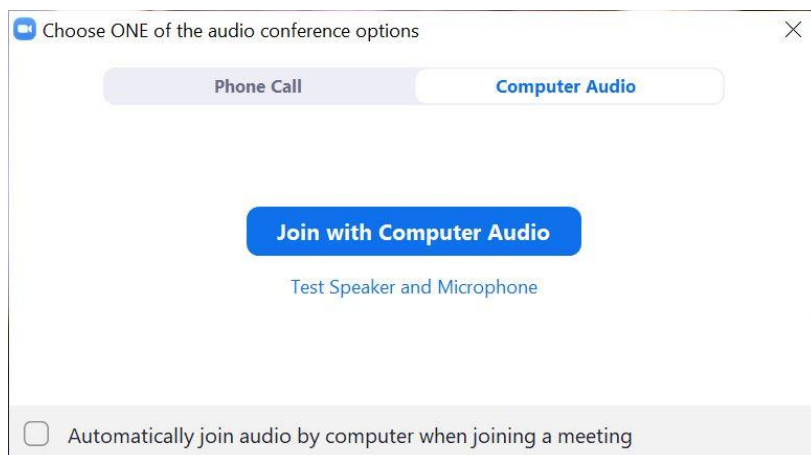 Choose ONE of the audio conference options
Phone Call Computer Audio
Join with Computer Audio
Test Speaker and Microphone
Automatically join audio by computer when joining a meeting